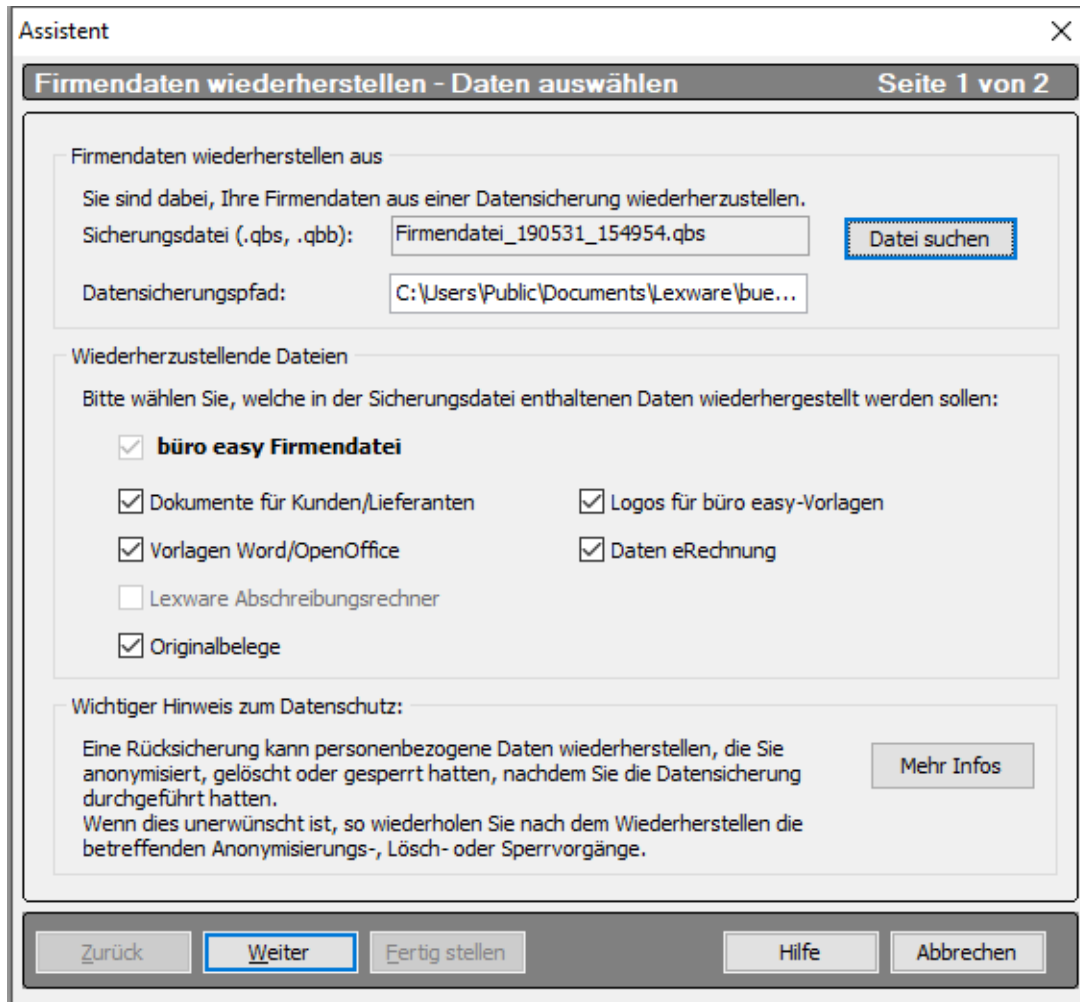 Assistent
Firmendaten wiederherstellen - Daten auswählen Seite 1 von 2
Firmendaten wiederherstellen aus
Sie sind dabei, Ihre Firmendaten aus einer Datensicherung wiederherzustellen.
Sicherungsdatei (.qbs, .qbb): Firmendatei_190531_154954.qbs Datei suchen
Datensicherungspfad: C:\Users\Public\Documents\Lexware\bue...
Wiederherzustellende Dateien
Bitte wählen Sie, welche in der Sicherungsdatei enthaltenen Daten wiederhergestellt werden sollen:
büro easy Firmendatei
Dokumente für Kunden/Lieferanten Logos für büro easy-Vorlagen
Vorlagen Word/OpenOffice Daten eRechnung
Lexware Abschreibungsrechner
Originalbelege
Wichtiger Hinweis zum Datenschutz:
Eine Rücksicherung kann personenbezogene Daten wiederherstellen, die Sie
anonymisiert, gelöscht oder gesperrt hatten, nachdem Sie die Datensicherung
durchgeführt hatten.
Wenn dies unerwünscht ist, so wiederholen Sie nach dem Wiederherstellen die
betreffenden Anonymisierungs-, Lösch- oder Sperrvorgänge.
Mehr Infos
Zurück Weiter Fertig stellen Hilfe Abbrechen